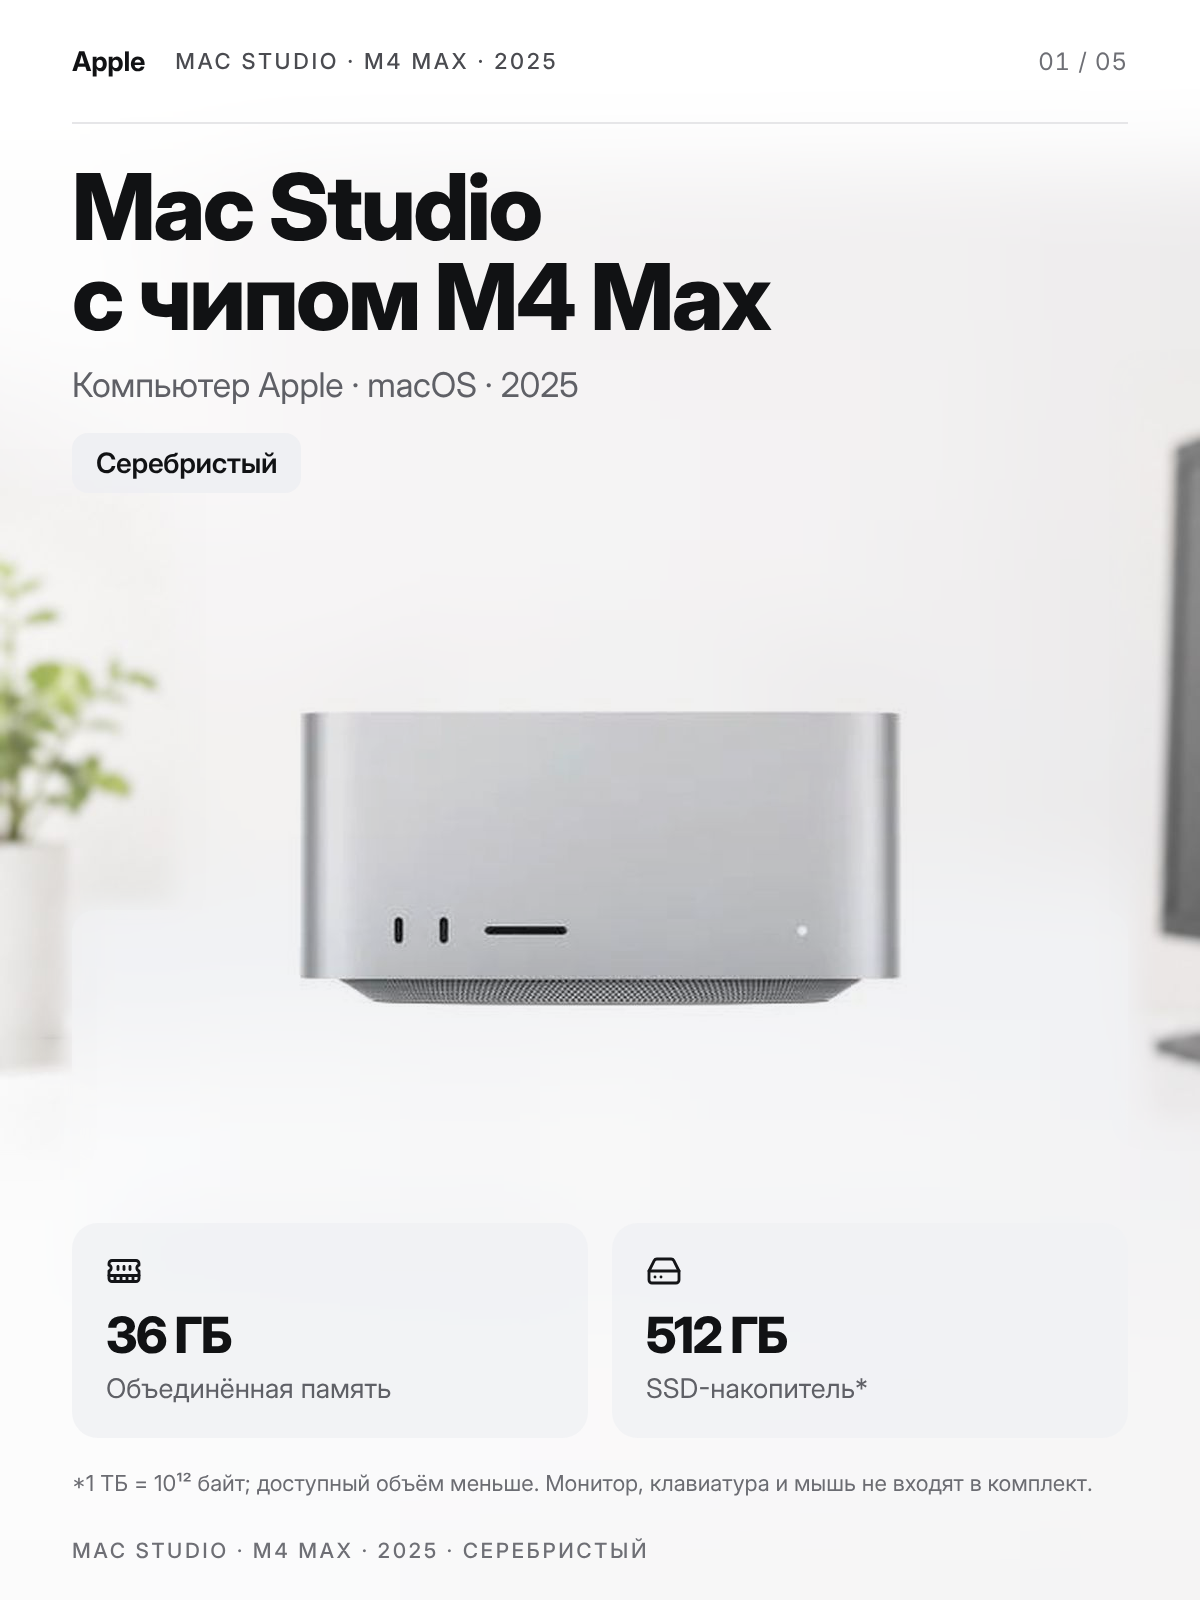 Apple MAC STUDIO · M4 MAX · 2025 01 / 05
Mac Studio
с чипом M4 Max
Компьютер Apple · macOS · 2025
Серебристый
36 ГБ
Объединённая память
512 ГБ
SSD-накопитель*
*1 ТБ = 10¹² байт; доступный объём меньше. Монитор, клавиатура и мышь не входят в комплект.
MAC STUDIO · M4 MAX · 2025 · СЕРЕБРИСТЫЙ